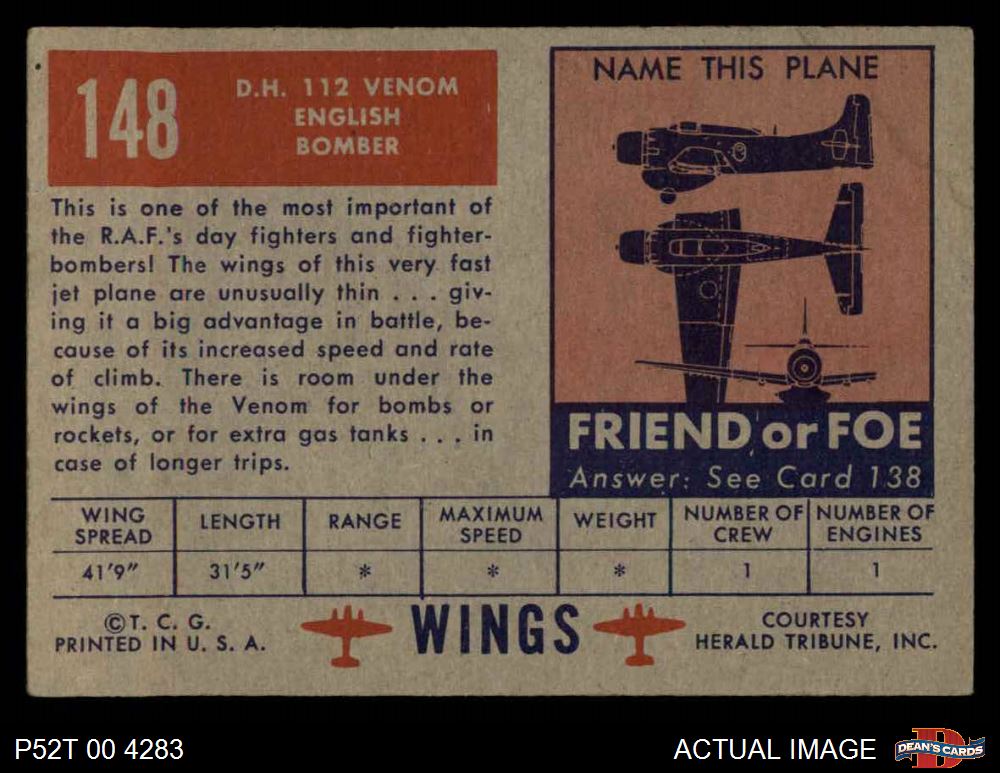 148
D.H. 112 VENOM
ENGLISH
BOMBER
This is one of the most important of
the R.A.F.'s day fighters and fighter-
bombers! The wings of this very fast
jet plane are unusually thin . . . giv-
ing it a big advantage in battle, be-
cause of its increased speed and rate
of climb. There is room under the
wings of the Venom for bombs or
rockets, or for extra gas tanks . . . in
case of longer trips.
NAME THIS PLANE
FRIEND or FOE
Answer: See Card 138
WING SPREAD LENGTH RANGE MAXIMUM SPEED WEIGHT NUMBER OF CREW NUMBER OF ENGINES
41'9" 31'5" * * * 1 1
©T. C. G.
PRINTED IN U. S. A.
WINGS
COURTESY
HERALD TRIBUNE, INC.
P52T 00 4283
ACTUAL IMAGE
D
DEAN'S CARDS